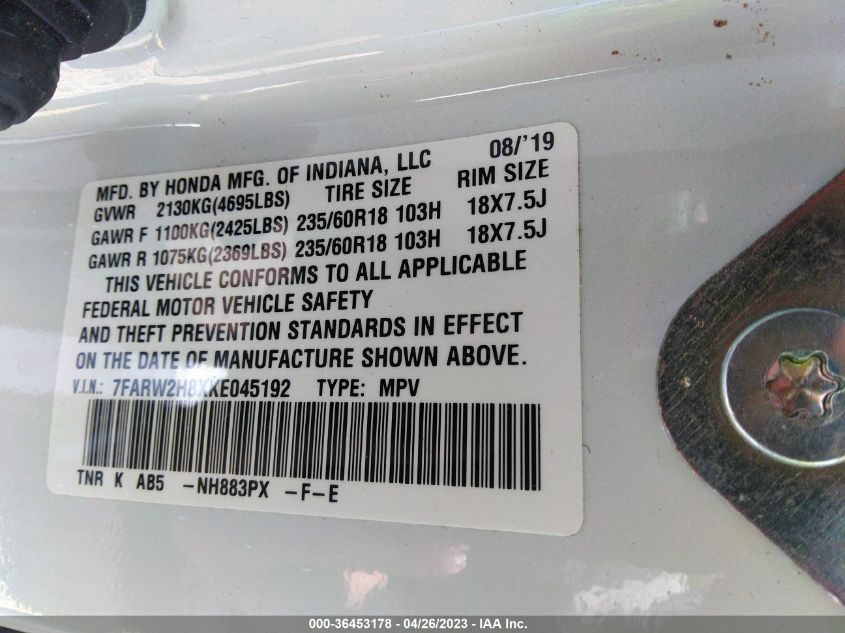 MFD. BY HONDA MFG. OF INDIANA, LLC 08/'19
GVWR 2130KG(4695LBS) TIRE SIZE RIM SIZE
GAWR F 1100KG(2425LBS) 235/60R18 103H 18X7.5J
GAWR R 1075KG(2369LBS) 235/60R18 103H 18X7.5J
THIS VEHICLE CONFORMS TO ALL APPLICABLE
FEDERAL MOTOR VEHICLE SAFETY
AND THEFT PREVENTION STANDARDS IN EFFECT
ON THE DATE OF MANUFACTURE SHOWN ABOVE.
V.I.N.: 7FARW2H8XKE045192 TYPE: MPV
TNR K AB5 -NH883PX -F-E
000-36453178 - 04/26/2023 - IAA Inc.